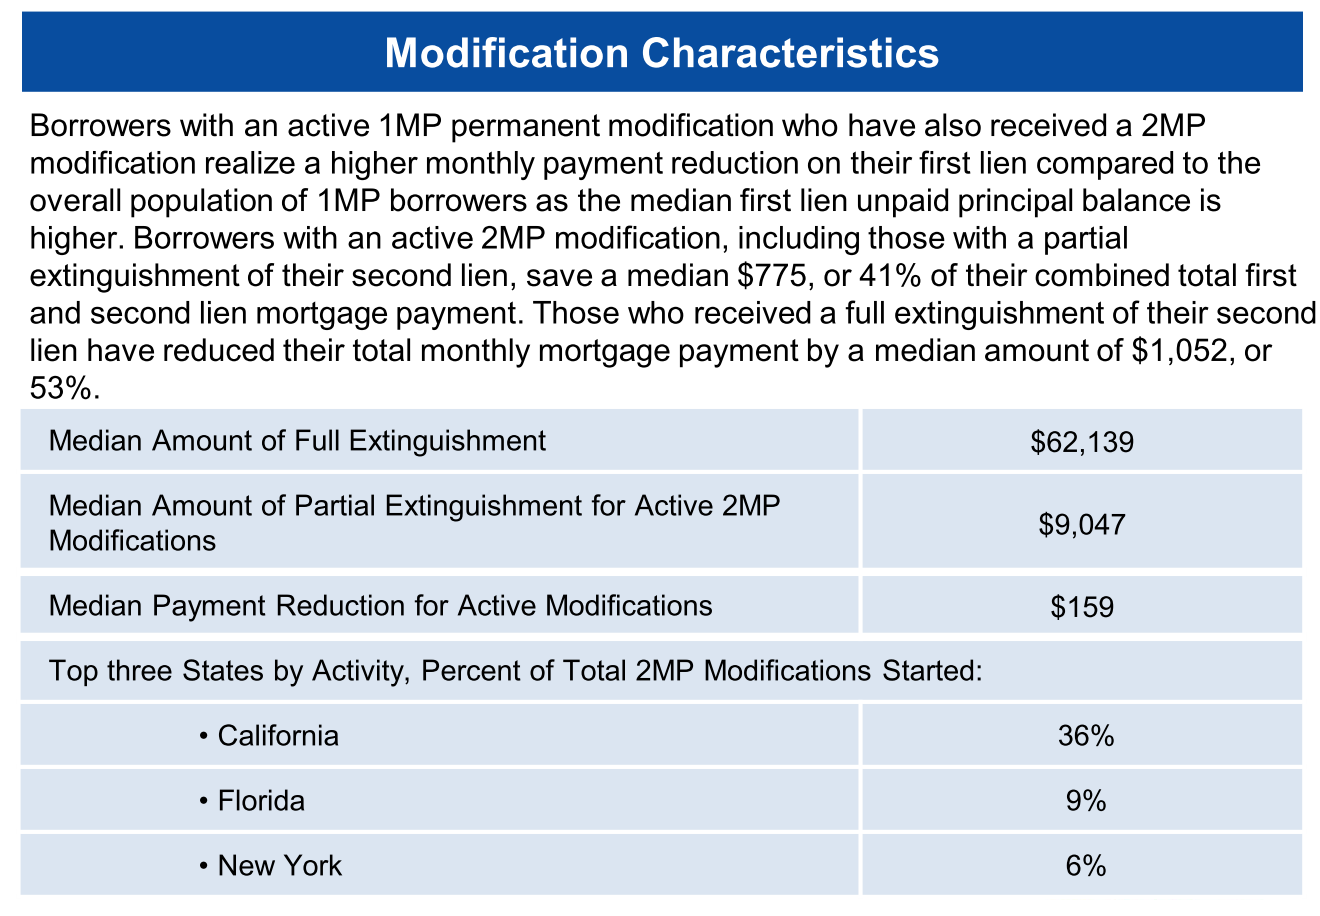 Modification Characteristics
Borrowers with an active 1MP permanent modification who have also received a 2MP
modification realize a higher monthly payment reduction on their first lien compared to the
overall population of 1MP borrowers as the median first lien unpaid principal balance is
higher. Borrowers with an active 2MP modification, including those with a partial
extinguishment of their second lien, save a median $775, or 41% of their combined total first
and second lien mortgage payment. Those who received a full extinguishment of their second
lien have reduced their total monthly mortgage payment by a median amount of $1,052, or
53%.
Median Amount of Full Extinguishment $62,139
Median Amount of Partial Extinguishment for Active 2MP
Modifications $9,047
Median Payment Reduction for Active Modifications $159
Top three States by Activity, Percent of Total 2MP Modifications Started:
• California 36%
• Florida 9%
• New York 6%